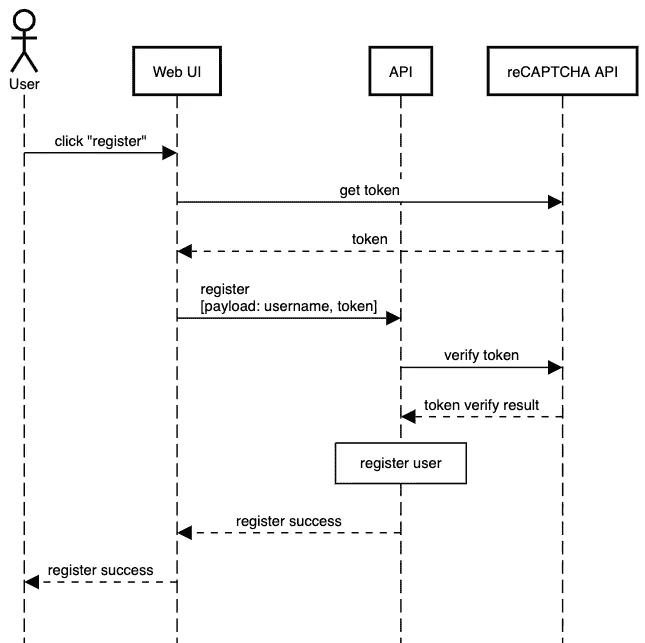 User
Web UI
API
reCAPTCHA API
click "register"
get token
token
register
[payload: username, token]
verify token
token verify result
register user
register success
register success